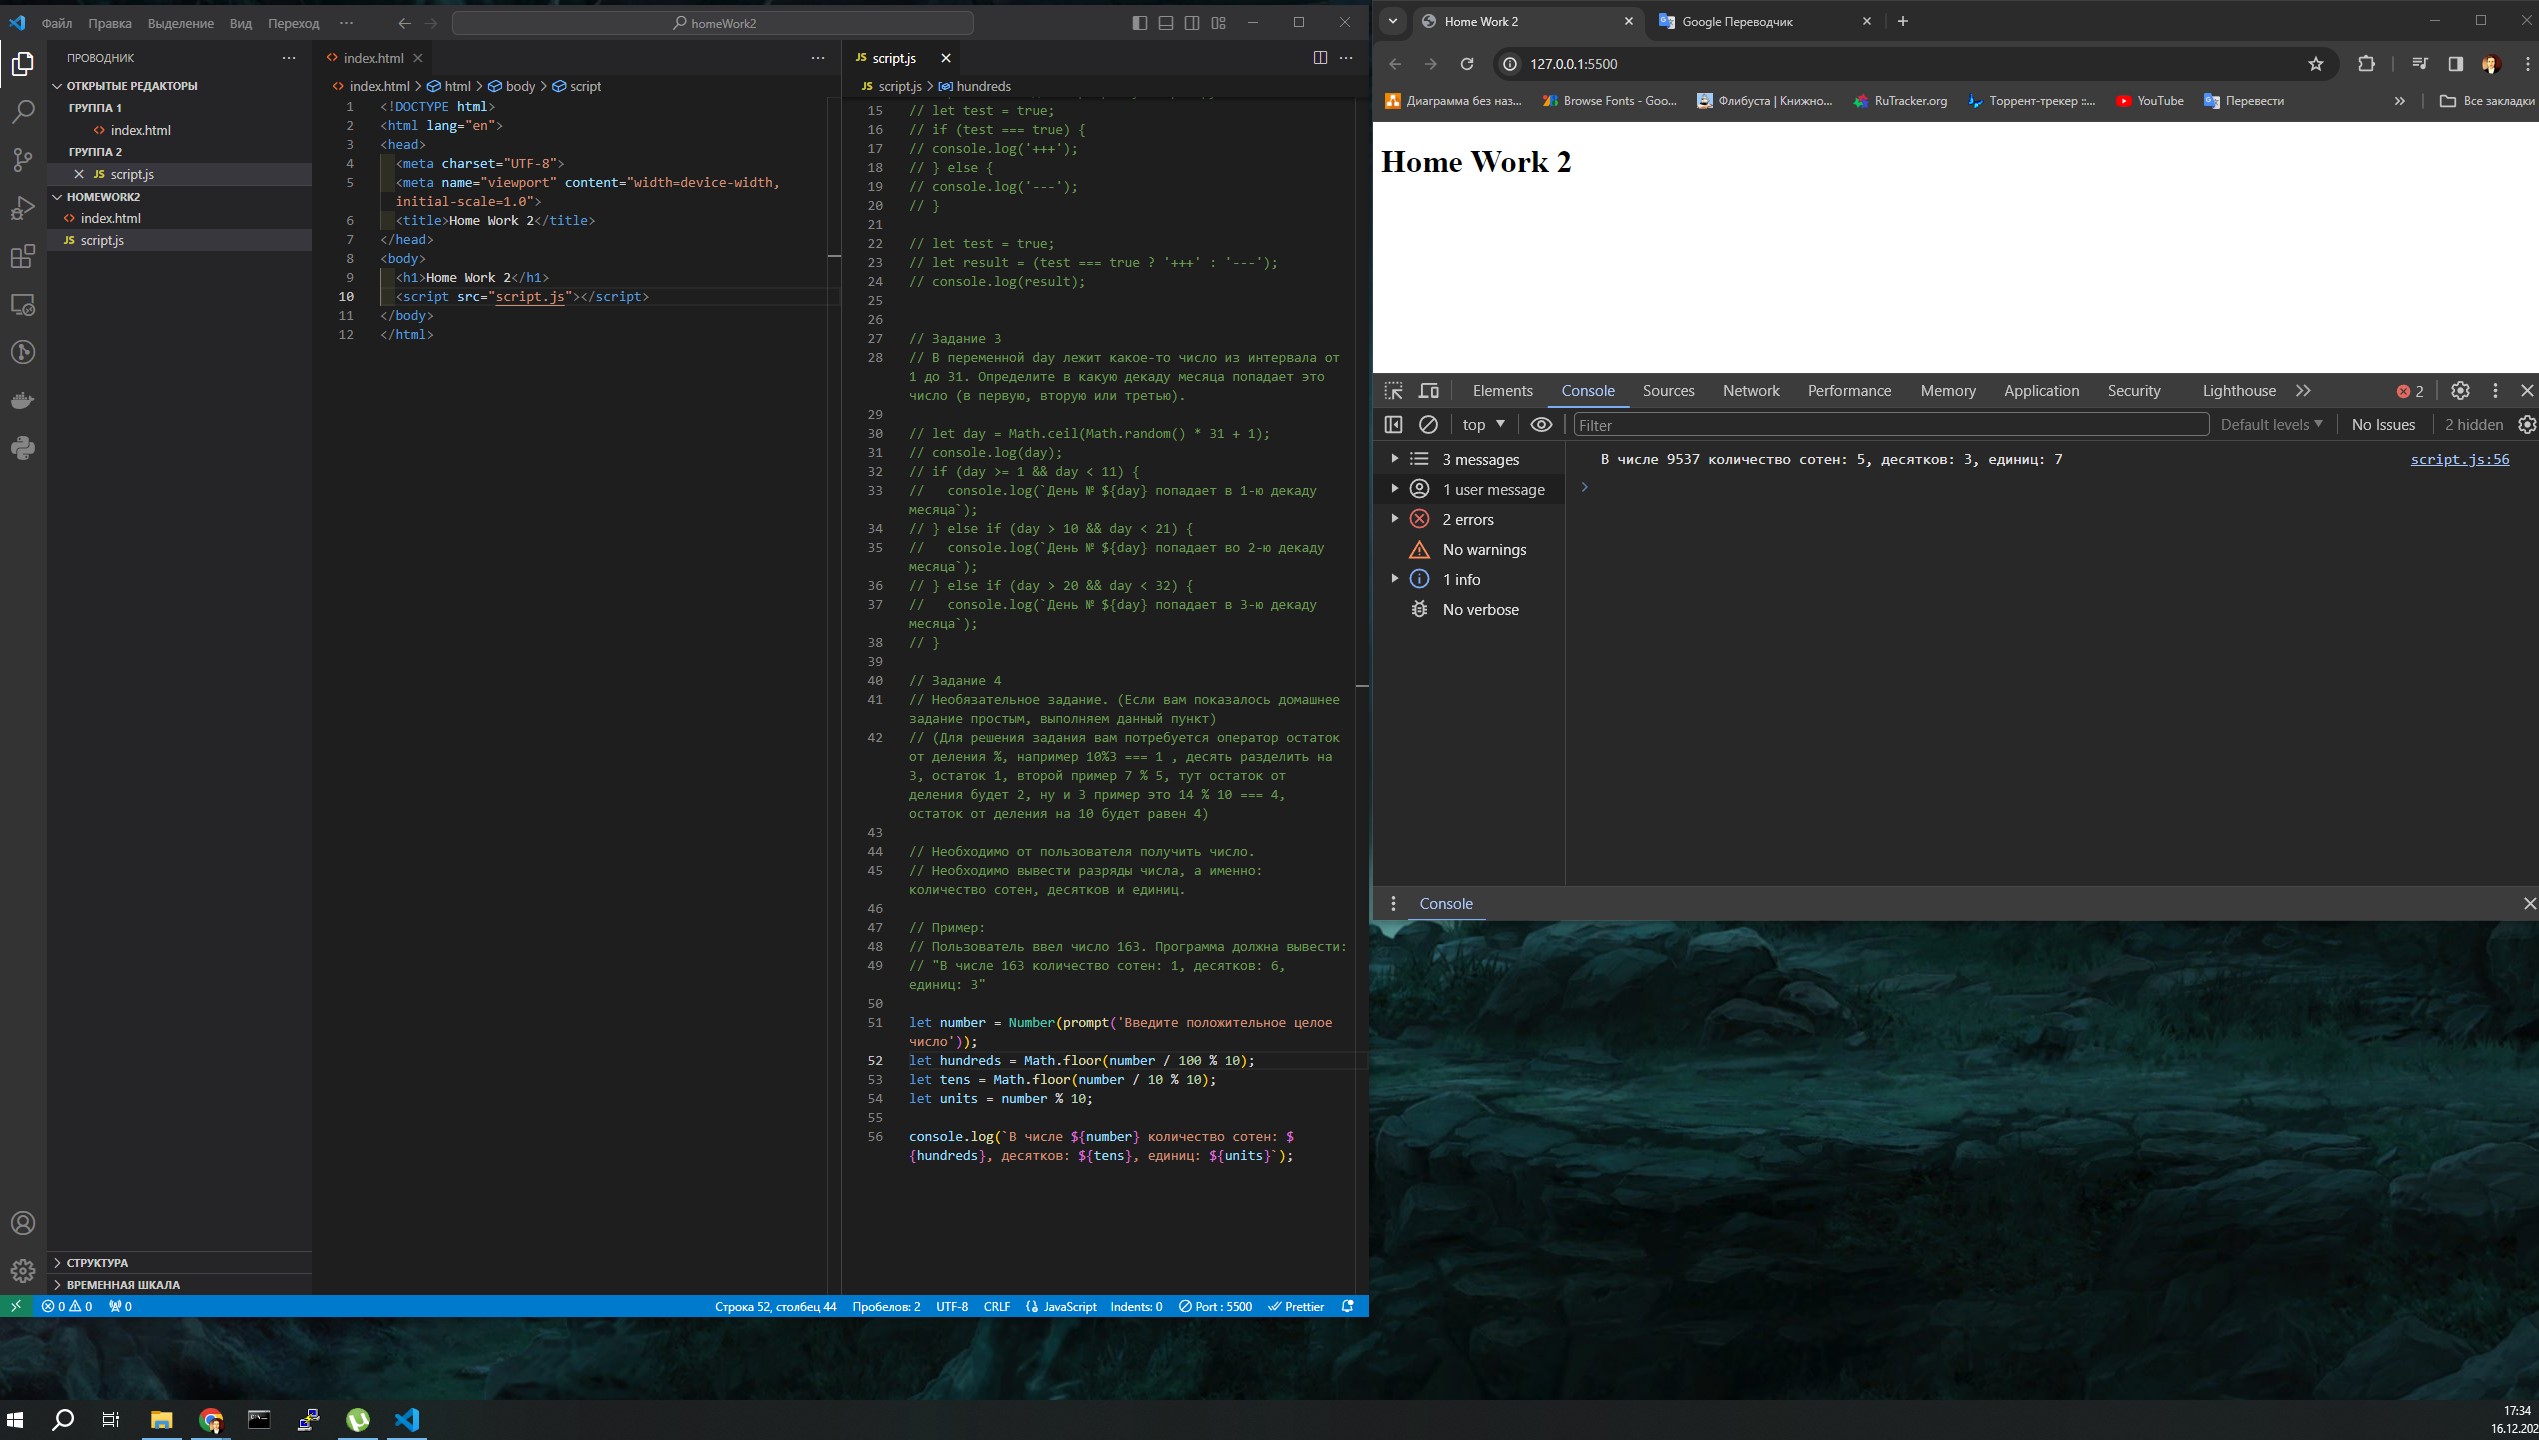 Файл Правка Выделение Вид Переход ··· homeWork2
ПРОВОДНИК
ОТКРЫТЫЕ РЕДАКТОРЫ
ГРУППА 1
index.html
ГРУППА 2
JS script.js
HOMEWORK2
index.html
JS script.js
СТРУКТУРА
ВРЕМЕННАЯ ШКАЛА
index.html
index.html > html > body > script
1 <!DOCTYPE html>
2 <html lang="en">
3 <head>
4 <meta charset="UTF-8">
5 <meta name="viewport" content="width=device-width,
initial-scale=1.0">
6 <title>Home Work 2</title>
7 </head>
8 <body>
9 <h1>Home Work 2</h1>
10 <script src="script.js"></script>
11 </body>
12 </html>
JS script.js
JS script.js > hundreds
15 // let test = true;
16 // if (test === true) {
17 // console.log('+++');
18 // } else {
19 // console.log('---');
20 // }
21
22 // let test = true;
23 // let result = (test === true ? '+++' : '---');
24 // console.log(result);
25
26
27 // Задание 3
28 // В переменной day лежит какое-то число из интервала от
1 до 31. Определите в какую декаду месяца попадает это
число (в первую, вторую или третью).
29
30 // let day = Math.ceil(Math.random() * 31 + 1);
31 // console.log(day);
32 // if (day >= 1 && day < 11) {
33 //   console.log(`День № ${day} попадает в 1-ю декаду
месяца`);
34 // } else if (day > 10 && day < 21) {
35 //   console.log(`День № ${day} попадает во 2-ю декаду
месяца`);
36 // } else if (day > 20 && day < 32) {
37 //   console.log(`День № ${day} попадает в 3-ю декаду
месяца`);
38 // }
39
40 // Задание 4
41 // Необязательное задание. (Если вам показалось домашнее
задание простым, выполняем данный пункт)
42 // (Для решения задания вам потребуется оператор остаток
от деления %, например 10%3 === 1 , десять разделить на
3, остаток 1, второй пример 7 % 5, тут остаток от
деления будет 2, ну и 3 пример это 14 % 10 === 4,
остаток от деления на 10 будет равен 4)
43
44 // Необходимо от пользователя получить число.
45 // Необходимо вывести разряды числа, а именно:
количество сотен, десятков и единиц.
46
47 // Пример:
48 // Пользователь ввел число 163. Программа должна вывести:
49 // "В числе 163 количество сотен: 1, десятков: 6,
единиц: 3"
50
51 let number = Number(prompt('Введите положительное целое
число'));
52 let hundreds = Math.floor(number / 100 % 10);
53 let tens = Math.floor(number / 10 % 10);
54 let units = number % 10;
55
56 console.log(`В числе ${number} количество сотен: $
{hundreds}, десятков: ${tens}, единиц: ${units}`);
0 0 0 Строка 52, столбец 44 Пробелов: 2 UTF-8 CRLF JavaScript Indents: 0 Port : 5500 Prettier
Home Work 2 Google Переводчик
127.0.0.1:5500
Диаграмма без наз... Browse Fonts - Goo... Флибуста | Книжно... RuTracker.org Торрент-трекер ::... YouTube Перевести » Все закладки
Home Work 2
Elements Console Sources Network Performance Memory Application Security Lighthouse 2
top Filter Default levels No Issues 2 hidden
3 messages
1 user message
2 errors
No warnings
1 info
No verbose
В числе 9537 количество сотен: 5, десятков: 3, единиц: 7 script.js:56
Console
17:34